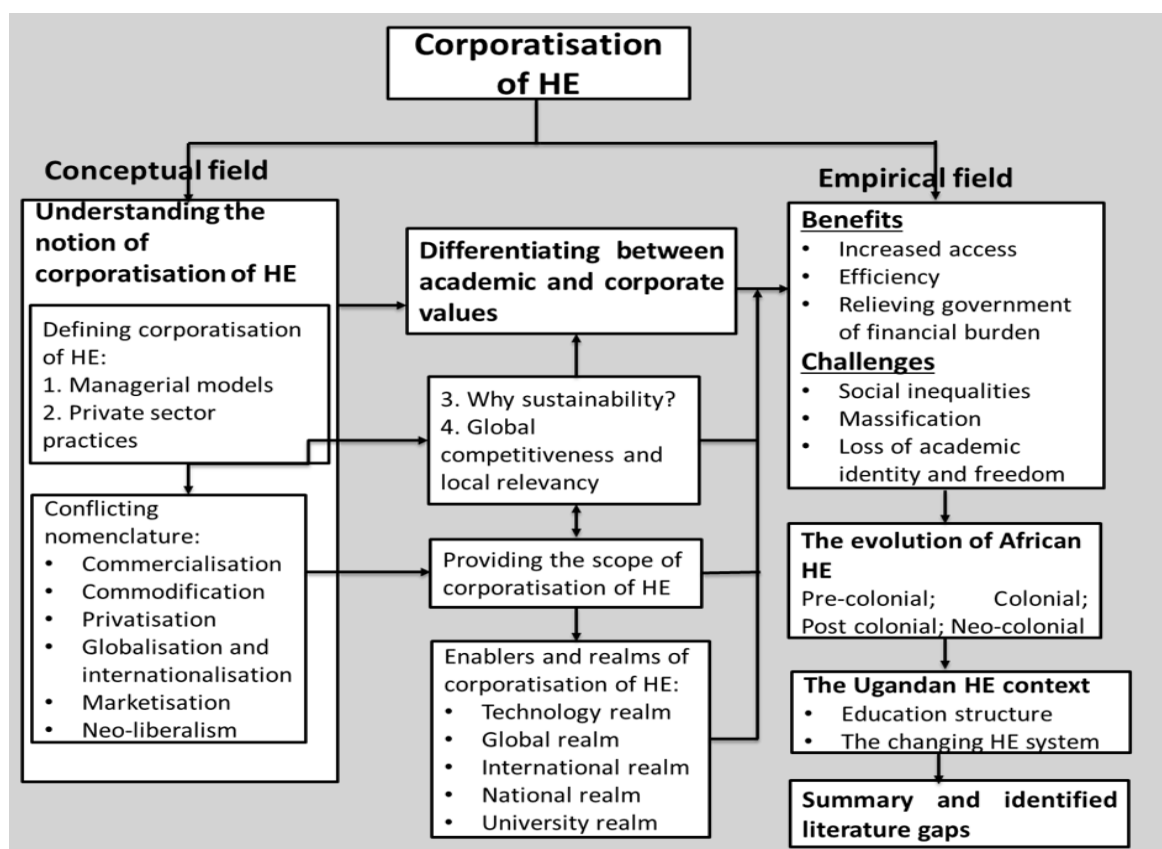 Corporatisation
of HE
Conceptual field
Understanding the
notion of
corporatisation of HE
Defining corporatisation
of HE:
1. Managerial models
2. Private sector
practices
Conflicting
nomenclature:
• Commercialisation
• Commodification
• Privatisation
• Globalisation and
internationalisation
• Marketisation
• Neo-liberalism
Differentiating between
academic and corporate
values
3. Why sustainability?
4. Global
competitiveness and
local relevancy
Providing the scope of
corporatisation of HE
Enablers and realms of
corporatisation of HE:
• Technology realm
• Global realm
• International realm
• National realm
• University realm
Empirical field
Benefits
• Increased access
• Efficiency
• Relieving government
of financial burden
Challenges
• Social inequalities
• Massification
• Loss of academic
identity and freedom
The evolution of African
HE
Pre-colonial; Colonial;
Post colonial; Neo-colonial
The Ugandan HE context
• Education structure
• The changing HE system
Summary and identified
literature gaps